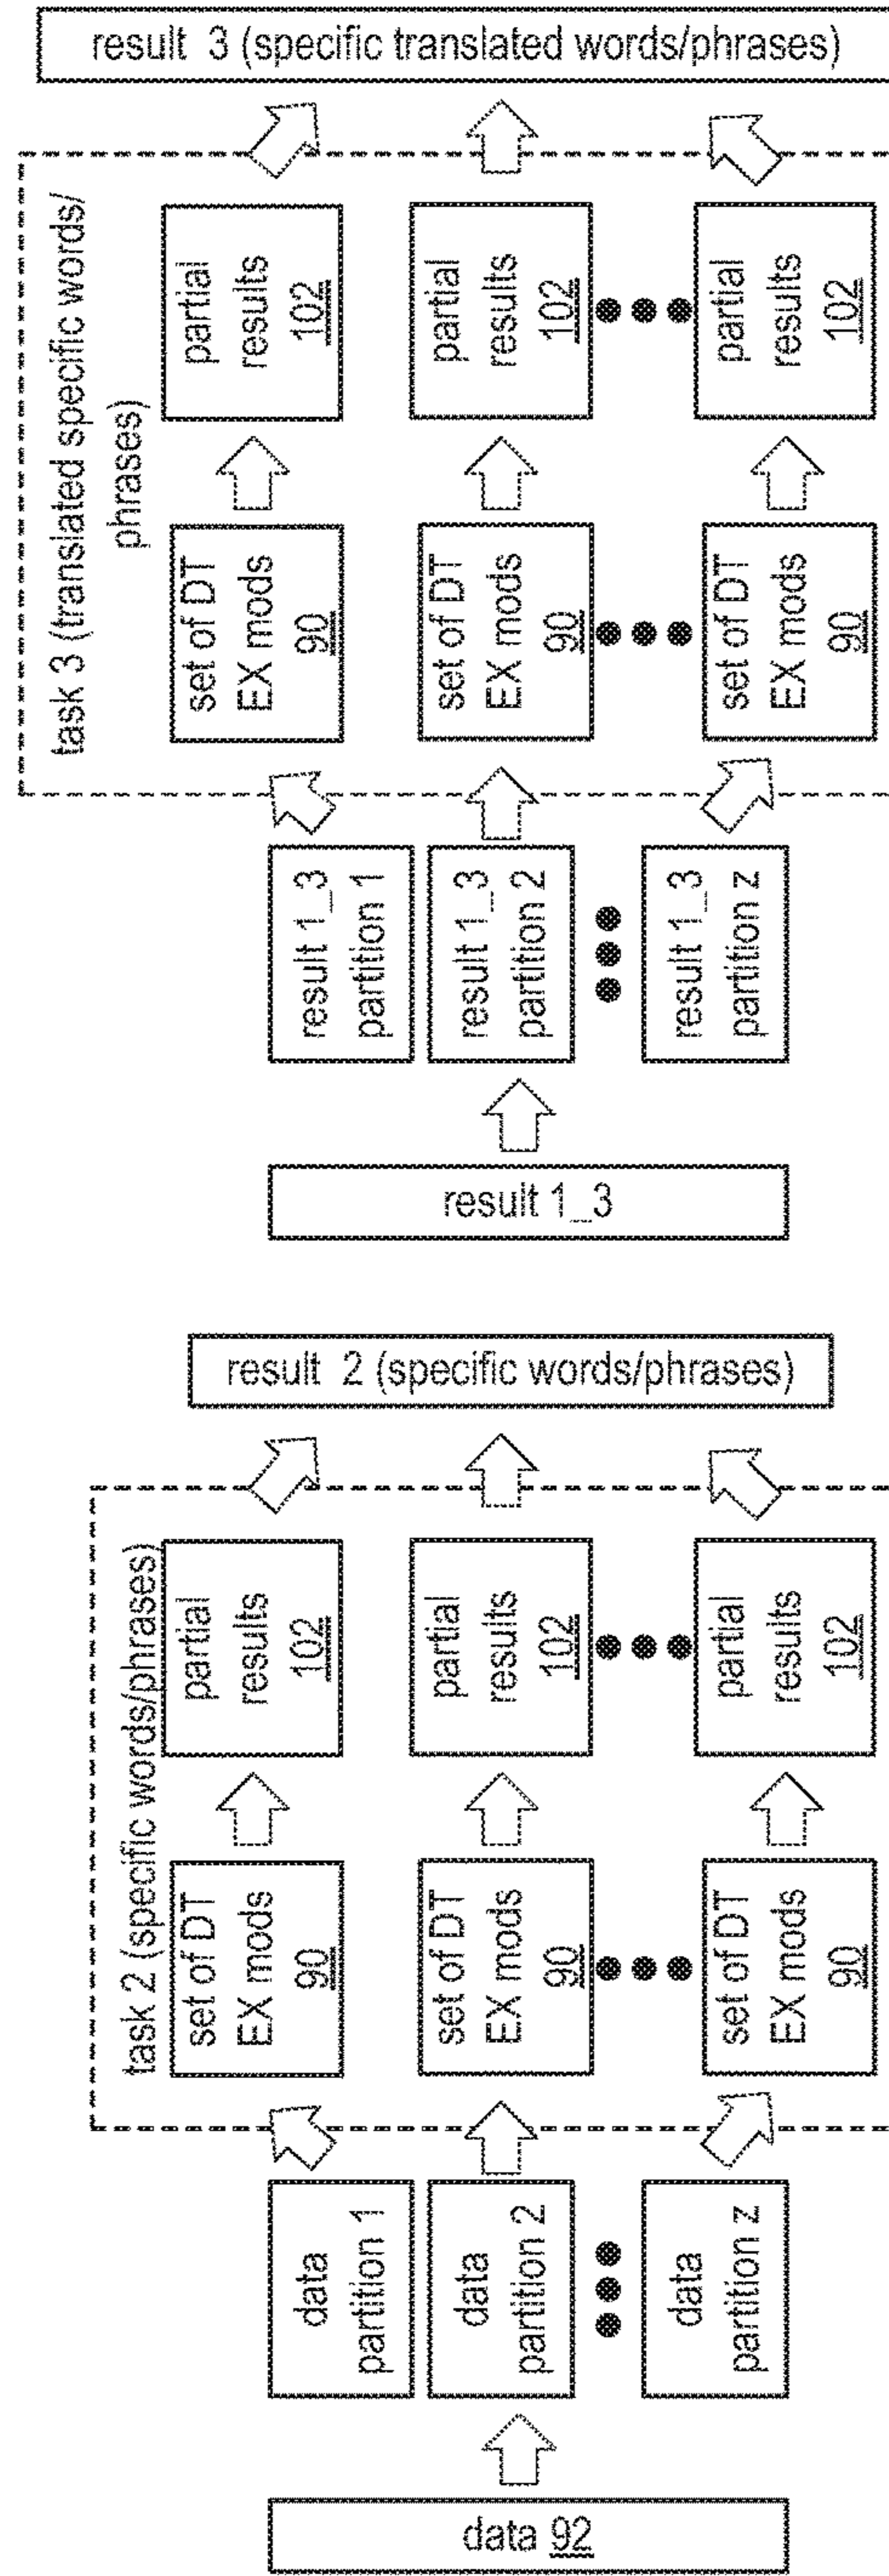 task 2 (specific words/phrases)
data 92
data
partition 1
data
partition 2
data
partition z
set of DT
EX mods
90
set of DT
EX mods
90
set of DT
EX mods
90
partial
results
102
partial
results
102
partial
results
102
result 2 (specific words/phrases)
task 3 (translated specific words/
phrases)
result 1_3
result 1_3
partition 1
result 1_3
partition 2
result 1_3
partition z
set of DT
EX mods
90
set of DT
EX mods
90
set of DT
EX mods
90
partial
results
102
partial
results
102
partial
results
102
result 3 (specific translated words/phrases)